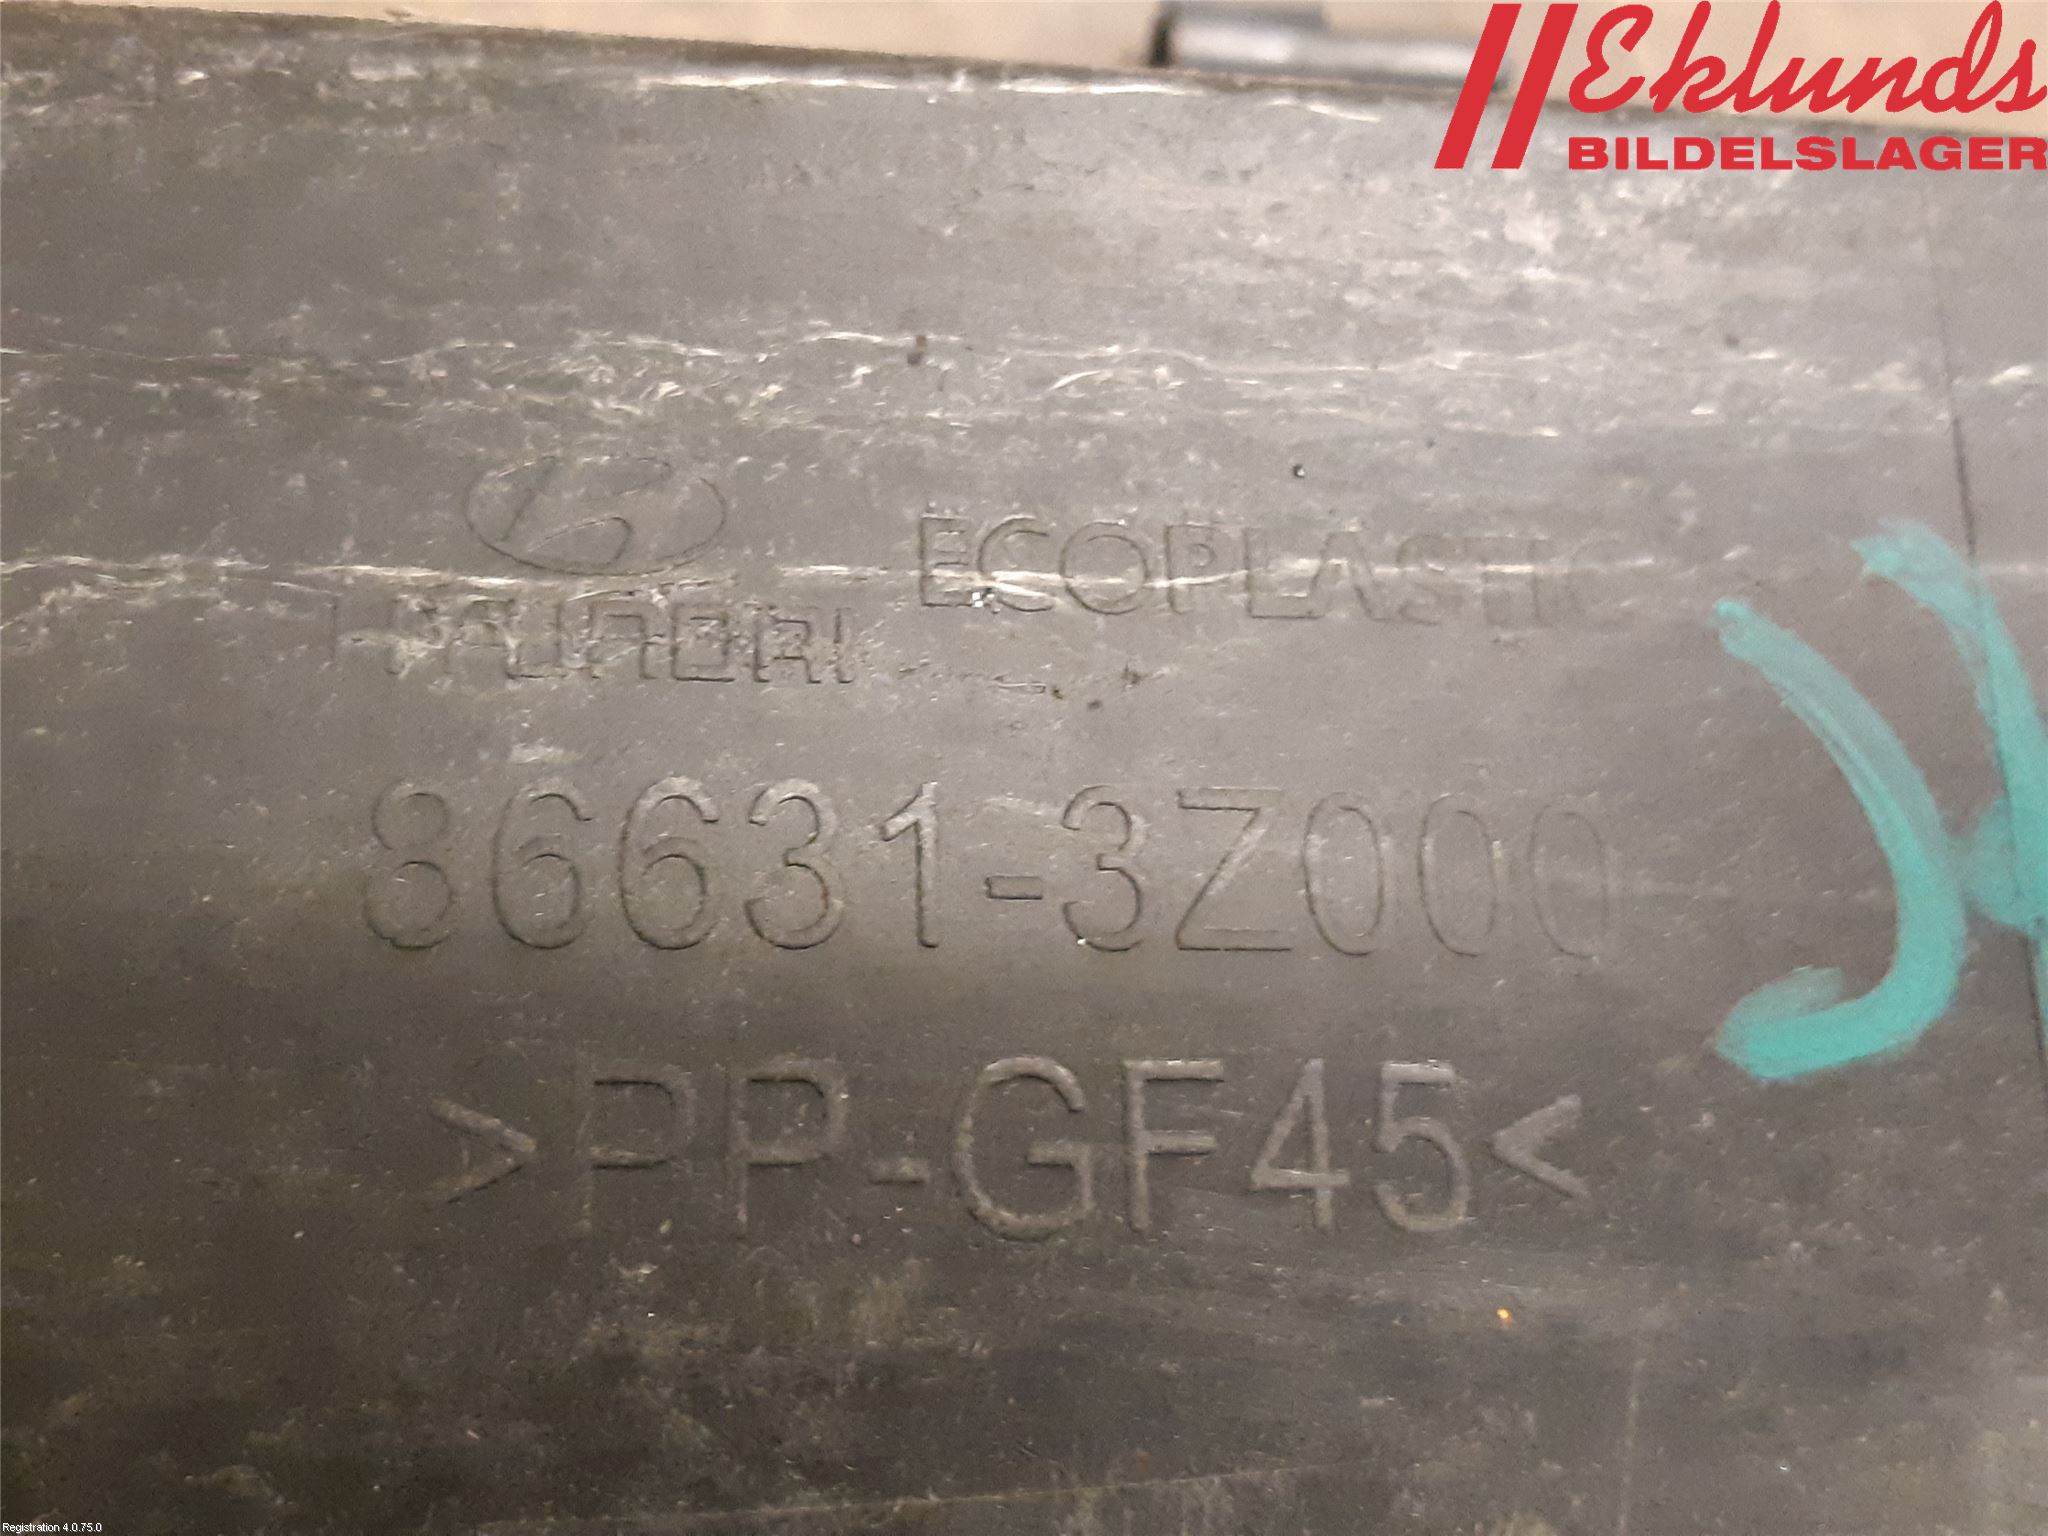 Eklunds
BILDELSLAGER
ECOPLASTIC
HYUNDAI
86631-3Z000
>PP-GF45<
Registration 4.0.75.0